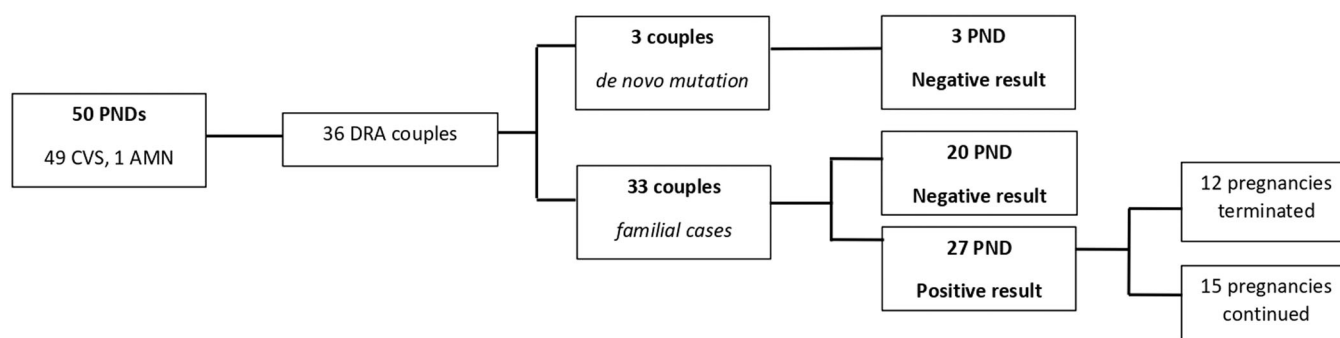 50 PNDs
49 CVS, 1 AMN
36 DRA couples
3 couples
de novo mutation
3 PND
Negative result
33 couples
familial cases
20 PND
Negative result
27 PND
Positive result
12 pregnancies
terminated
15 pregnancies
continued